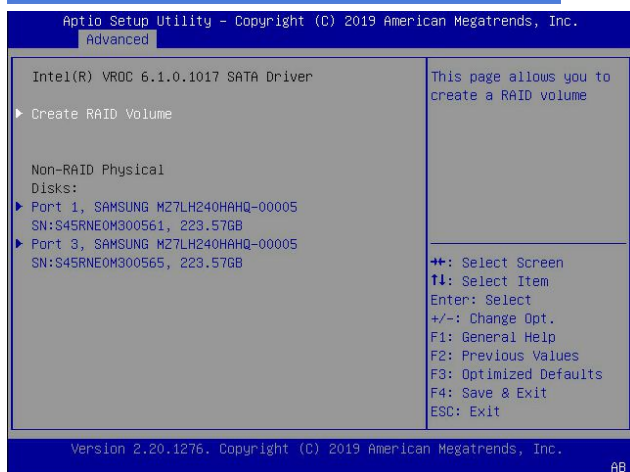 Aptio Setup Utility – Copyright (C) 2019 American Megatrends, Inc.
Advanced
Intel(R) VROC 6.1.0.1017 SATA Driver
Create RAID Volume
Non-RAID Physical
Disks:
Port 1, SAMSUNG MZ7LH240HAHQ-00005
SN:S45RNE0M300561, 223.57GB
Port 3, SAMSUNG MZ7LH240HAHQ-00005
SN:S45RNE0M300565, 223.57GB
This page allows you to
create a RAID volume
→←: Select Screen
↑↓: Select Item
Enter: Select
+/-: Change Opt.
F1: General Help
F2: Previous Values
F3: Optimized Defaults
F4: Save & Exit
ESC: Exit
Version 2.20.1276. Copyright (C) 2019 American Megatrends, Inc.
AB